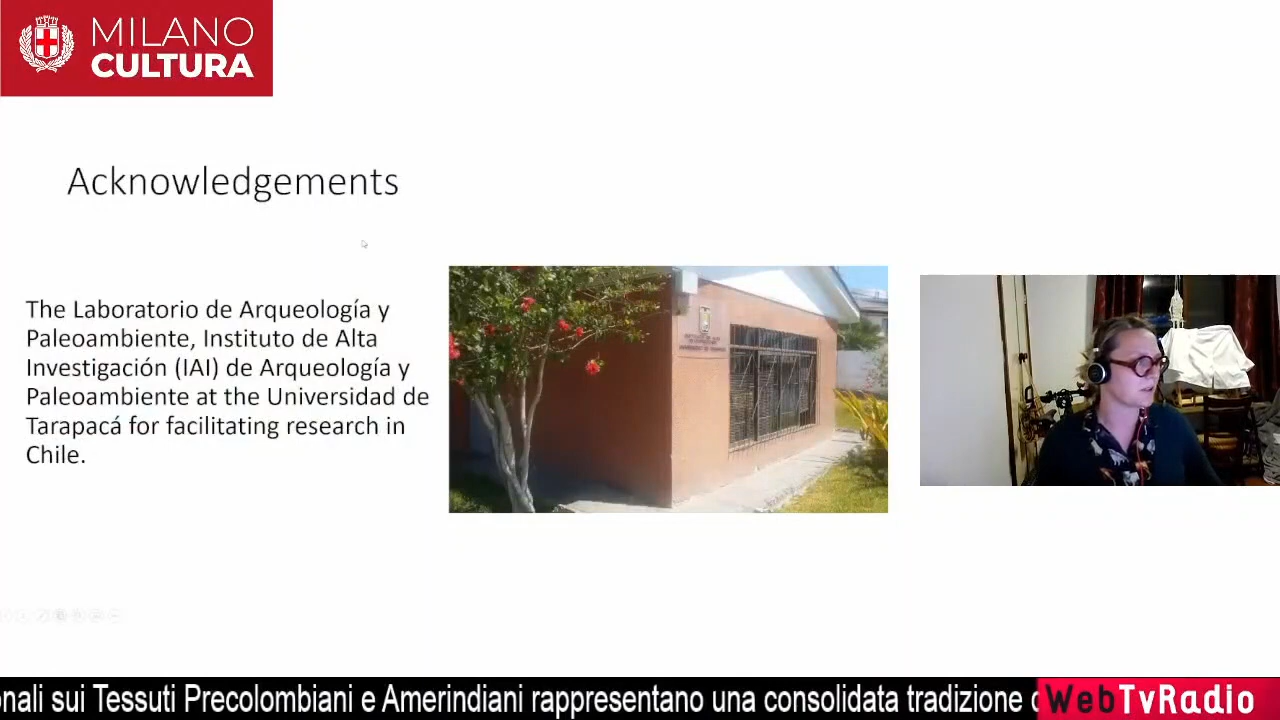 MILANO
CULTURA
Acknowledgements
The Laboratorio de Arqueología y
Paleoambiente, Instituto de Alta
Investigación (IAI) de Arqueología y
Paleoambiente at the Universidad de
Tarapacá for facilitating research in
Chile.
onali sui Tessuti Precolombiani e Amerindiani rappresentano una consolidata tradizione
WebTvRadio